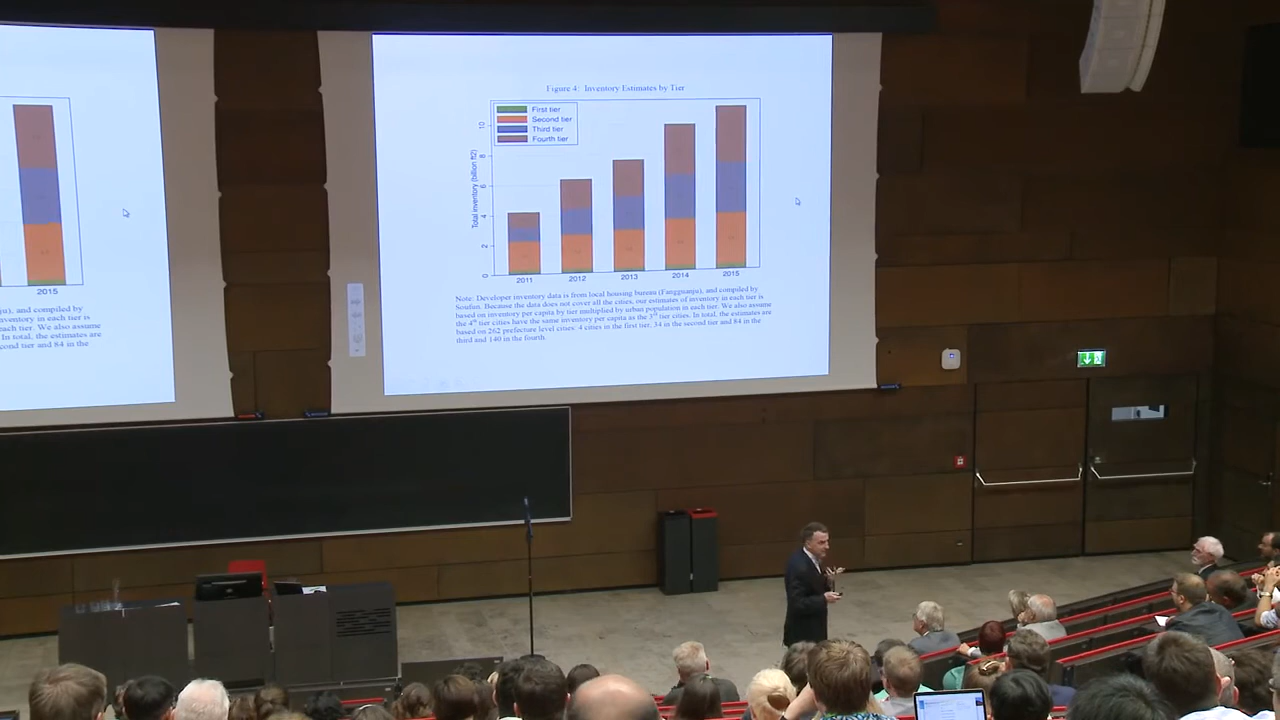 Figure 4: Inventory Estimates by Tier
First tier
Second tier
Third tier
Fourth tier
Total inventory (billion ft2)
10
8
6
4
2
0
2011
2012
2013
2014
2015
Note: Developer inventory data is from local housing bureau (Fangguanju), and compiled by
Soufun. Because the data does not cover all the cities, our estimates of inventory in each tier is
based on inventory per capita by tier multiplied by urban population in each tier. We also assume
the 4th tier cities have the same inventory per capita as the 3rd tier cities. In total, the estimates are
based on 262 prefecture level cities: 4 cities in the first tier, 34 in the second tier and 84 in the
third and 140 in the fourth.
2015
ju), and compiled by
nventory in each tier is
each tier. We also assume
In total, the estimates are
cond tier and 84 in the